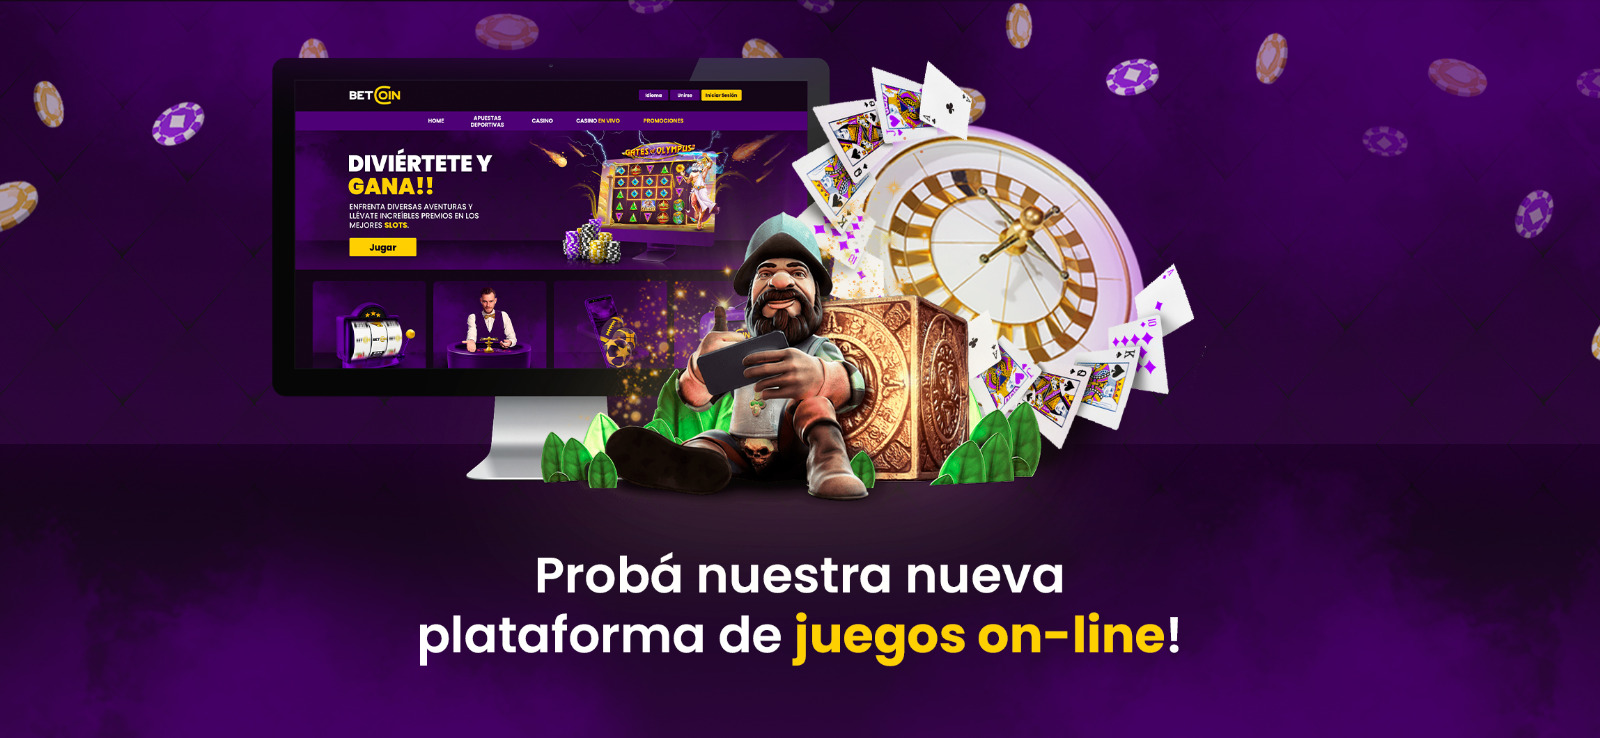 BETCOIN
Idioma Unirse Iniciar Sesión
HOME APUESTAS DEPORTIVAS CASINO CASINO EN VIVO PROMOCIONES
DIVIÉRTETE Y
GANA!!
ENFRENTA DIVERSAS AVENTURAS Y
LLÉVATE INCREÍBLES PREMIOS EN LOS
MEJORES SLOTS.
Jugar
GATES OF OLYMPUS
Probá nuestra nueva
plataforma de juegos on-line!